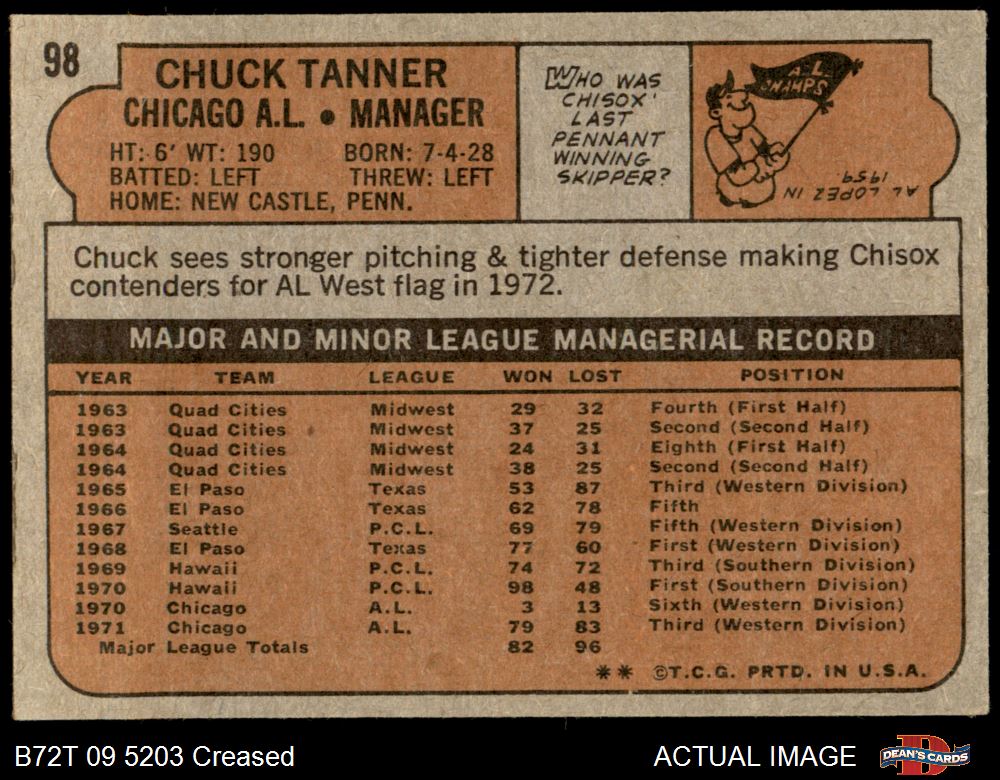 98
CHUCK TANNER
CHICAGO A.L. • MANAGER
HT: 6' WT: 190 BORN: 7-4-28
BATTED: LEFT THREW: LEFT
HOME: NEW CASTLE, PENN.
WHO WAS
CHISOX'
LAST
PENNANT
WINNING
SKIPPER?
A-L
CHAMPS
AL LOPEZ IN
1959.
Chuck sees stronger pitching & tighter defense making Chisox
contenders for AL West flag in 1972.
MAJOR AND MINOR LEAGUE MANAGERIAL RECORD
YEAR TEAM LEAGUE WON LOST POSITION
1963 Quad Cities Midwest 29 32 Fourth (First Half)
1963 Quad Cities Midwest 37 25 Second (Second Half)
1964 Quad Cities Midwest 24 31 Eighth (First Half)
1964 Quad Cities Midwest 38 25 Second (Second Half)
1965 El Paso Texas 53 87 Third (Western Division)
1966 El Paso Texas 62 78 Fifth
1967 Seattle P.C.L. 69 79 Fifth (Western Division)
1968 El Paso Texas 77 60 First (Western Division)
1969 Hawaii P.C.L. 74 72 Third (Southern Division)
1970 Hawaii P.C.L. 98 48 First (Southern Division)
1970 Chicago A.L. 3 13 Sixth (Western Division)
1971 Chicago A.L. 79 83 Third (Western Division)
Major League Totals 82 96
** ©T.C.G. PRTD. IN U.S.A.
B72T 09 5203 Creased ACTUAL IMAGE DEAN'S CARDS